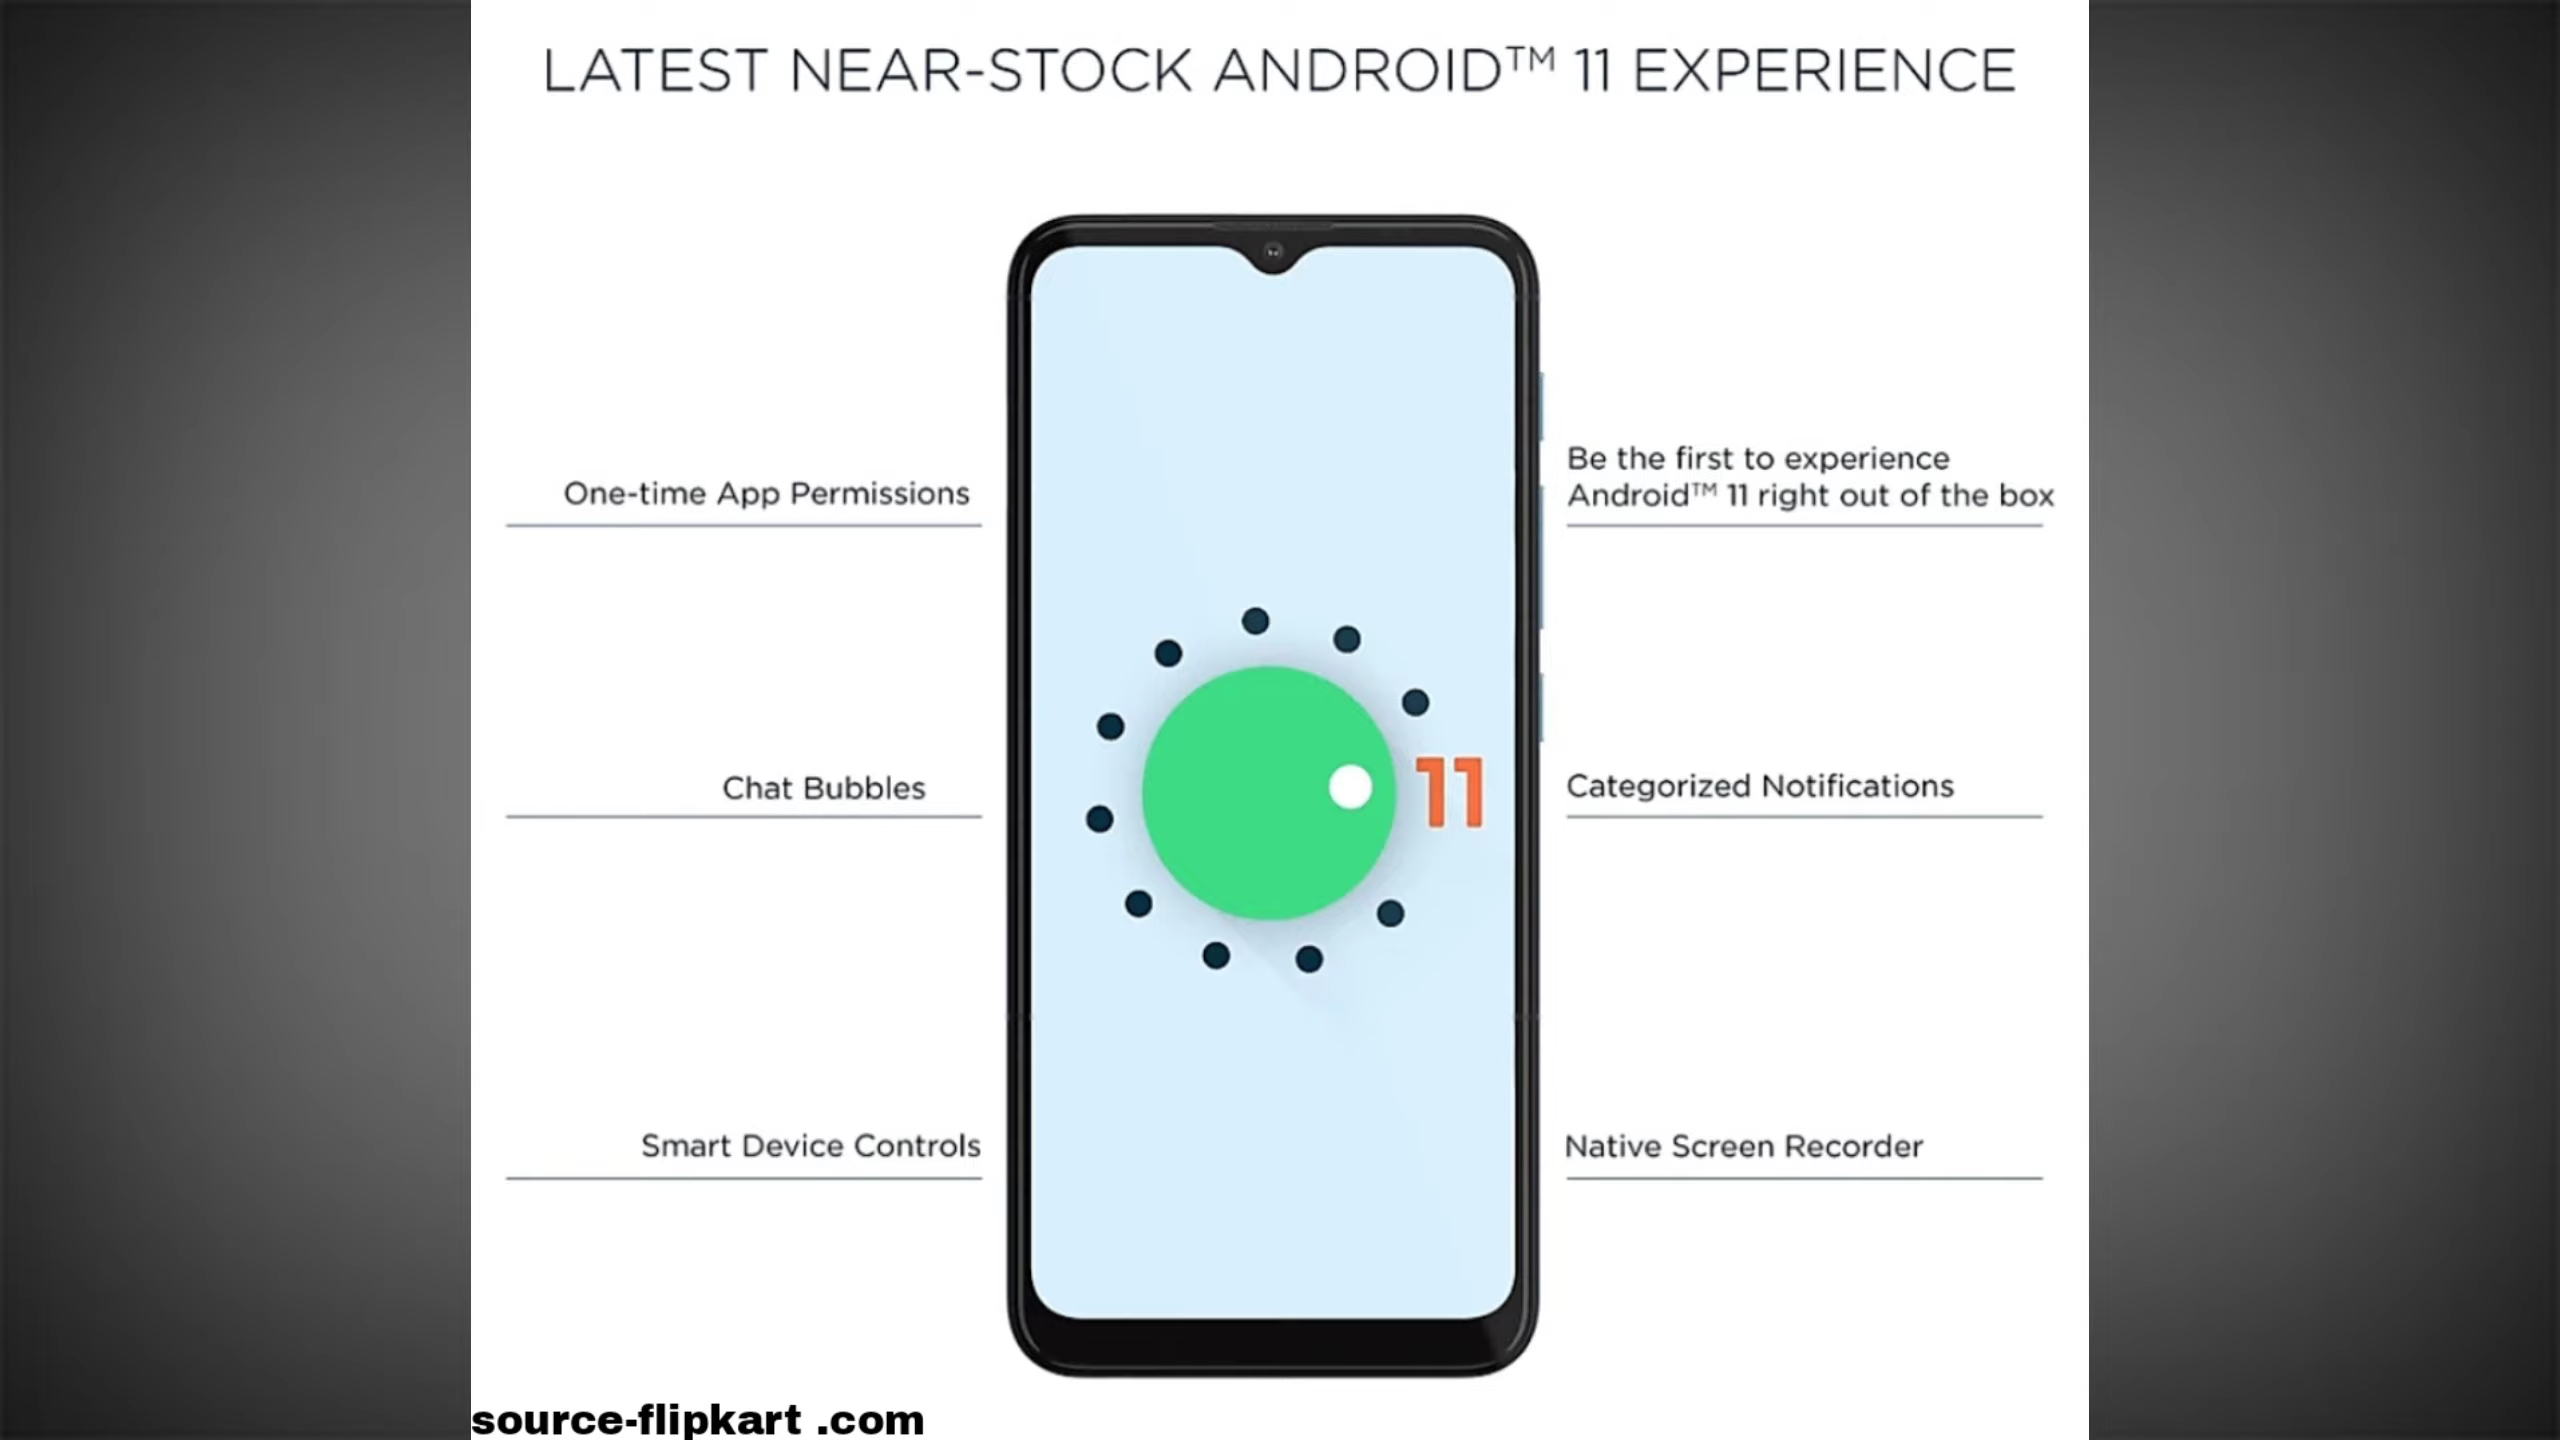 LATEST NEAR-STOCK ANDROID™ 11 EXPERIENCE
One-time App Permissions
Be the first to experience
Android™ 11 right out of the box
Chat Bubbles
11
Categorized Notifications
Smart Device Controls
Native Screen Recorder
source-flipkart .com